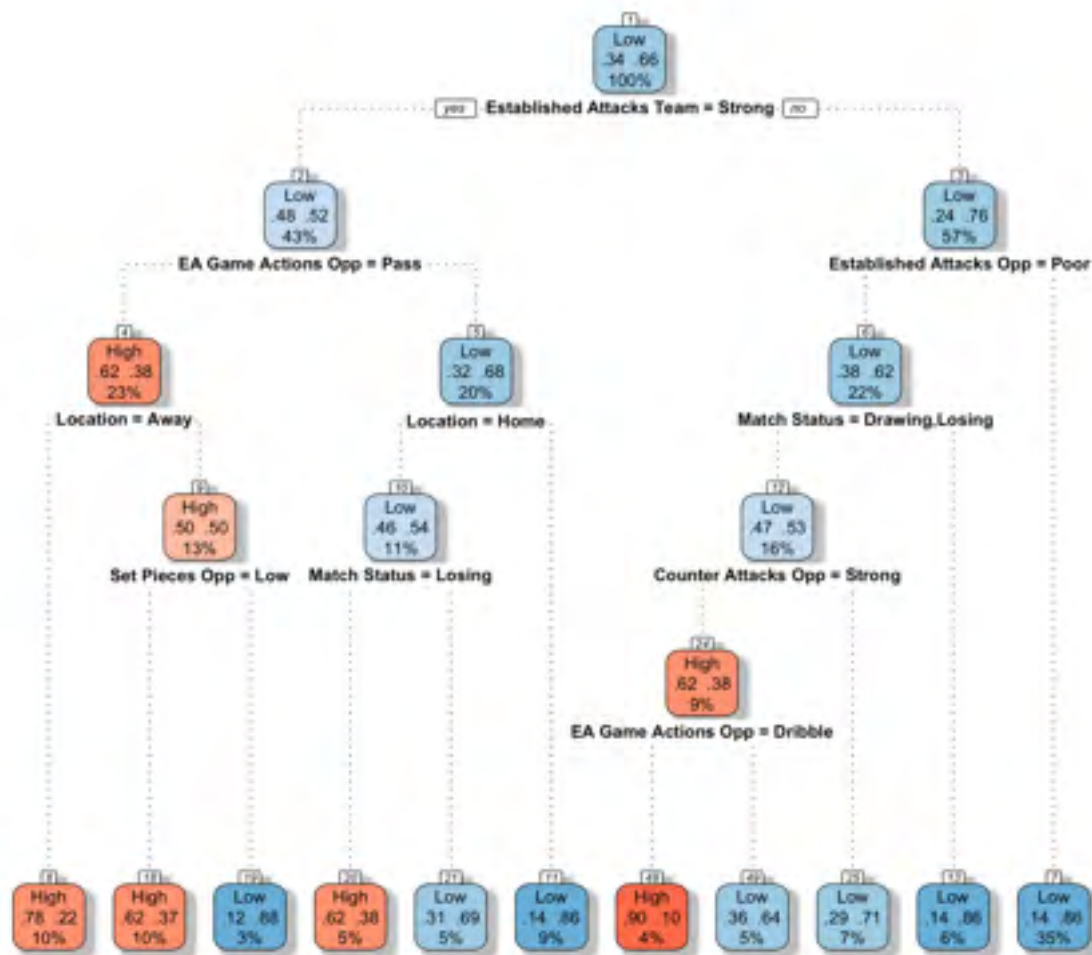 1
Low
.34 .66
100%
yes Established Attacks Team = Strong no
2
Low
.48 .52
43%
3
Low
.24 .76
57%
EA Game Actions Opp = Pass
Established Attacks Opp = Poor
4
High
.62 .38
23%
5
Low
.32 .68
20%
6
Low
.38 .62
22%
Location = Away
Location = Home
Match Status = Drawing,Losing
9
High
.50 .50
13%
10
Low
.46 .54
11%
12
Low
.47 .53
16%
Set Pieces Opp = Low
Match Status = Losing
Counter Attacks Opp = Strong
24
High
.62 .38
9%
EA Game Actions Opp = Dribble
8
High
.78 .22
10%
18
High
.62 .37
10%
19
Low
.12 .88
3%
20
High
.62 .38
5%
21
Low
.31 .69
5%
11
Low
.14 .86
9%
48
High
.90 .10
4%
49
Low
.36 .64
5%
25
Low
.29 .71
7%
13
Low
.14 .86
6%
7
Low
.14 .86
35%